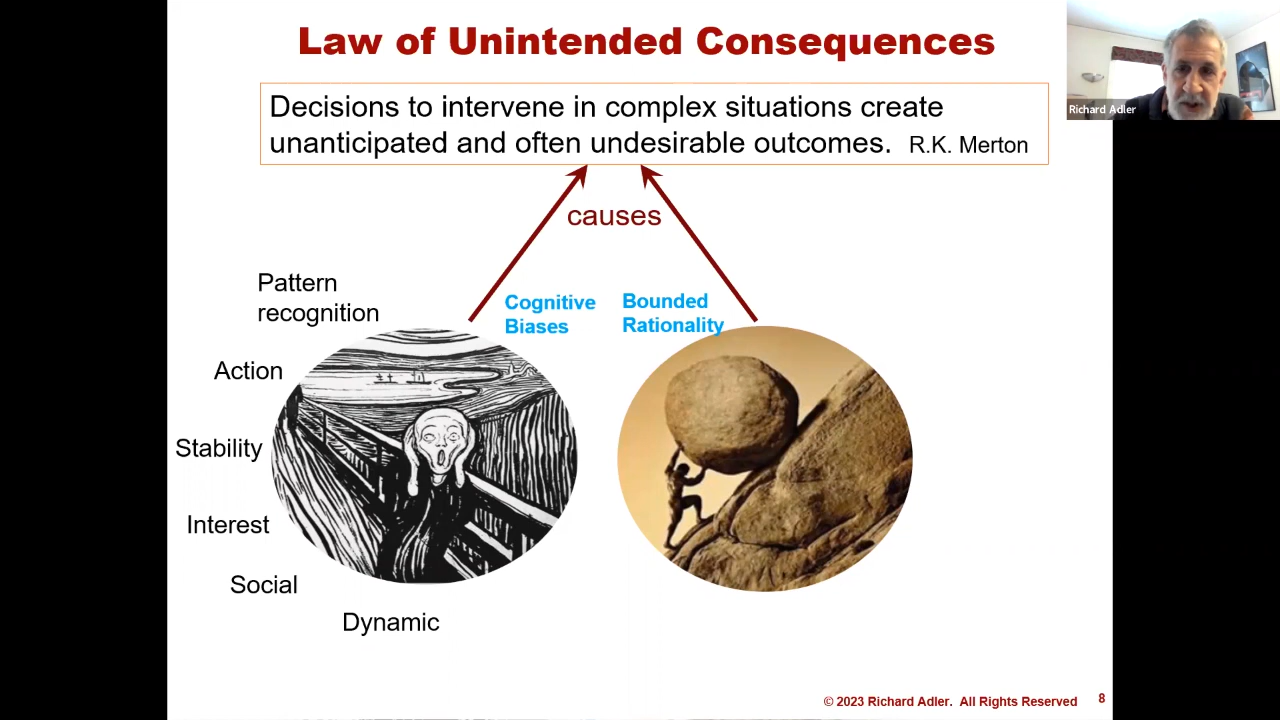 Law of Unintended Consequences
Decisions to intervene in complex situations create
unanticipated and often undesirable outcomes. R.K. Merton
Richard Adler
causes
Pattern
recognition
Cognitive
Biases
Bounded
Rationality
Action
Stability
Interest
Social
Dynamic
© 2023 Richard Adler. All Rights Reserved 8